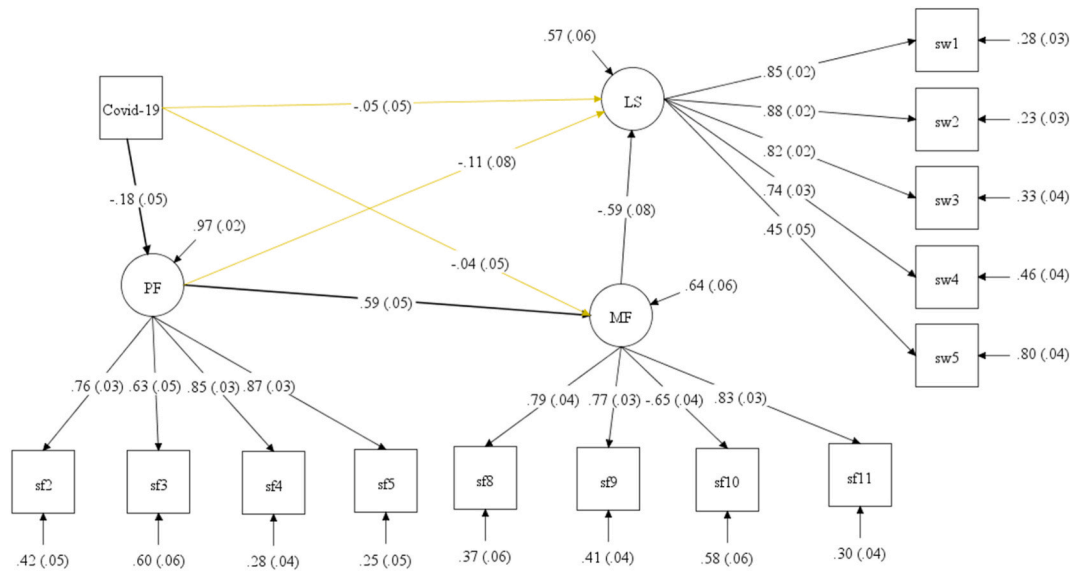 .57 (.06)
sw1
.28 (.03)
.85 (.02)
Covid-19
-.05 (.05)
LS
.88 (.02)
sw2
.23 (.03)
.82 (.02)
-.11 (.08)
-.18 (.05)
.74 (.03)
sw3
.33 (.04)
-.59 (.08)
.97 (.02)
.45 (.05)
-.04 (.05)
sw4
.46 (.04)
PF
.59 (.05)
MF
.64 (.06)
sw5
.80 (.04)
.76 (.03)
.63 (.05)
.85 (.03)
.87 (.03)
.79 (.04)
.77 (.03)
-.65 (.04)
.83 (.03)
sf2
sf3
sf4
sf5
sf8
sf9
sf10
sf11
.42 (.05)
.60 (.06)
.28 (.04)
.25 (.05)
.37 (.06)
.41 (.04)
.58 (.06)
.30 (.04)